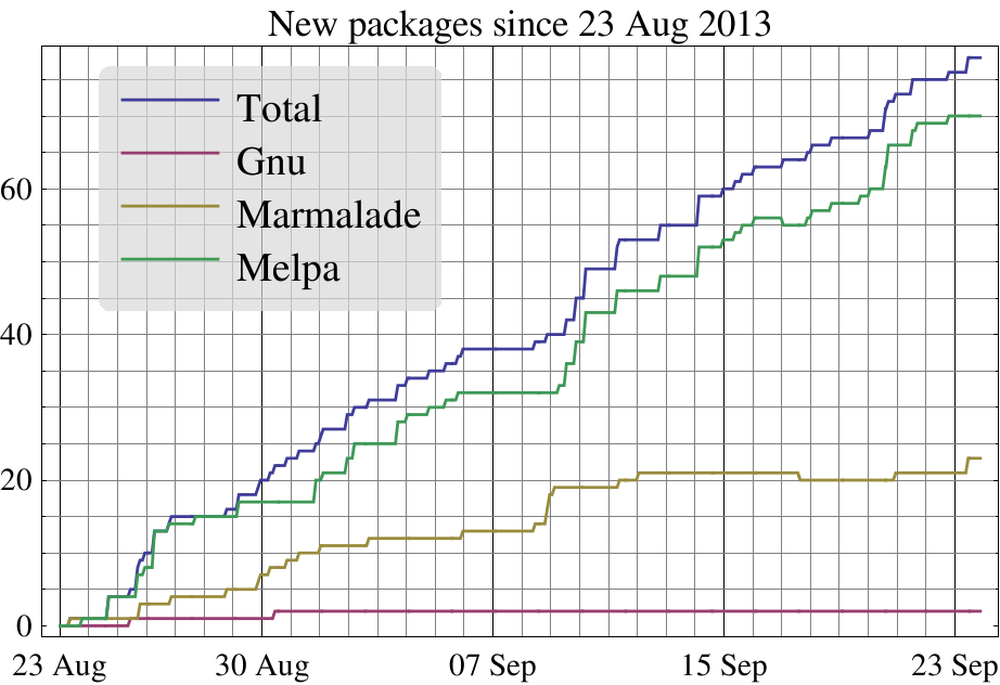 New packages since 23 Aug 2013
Total
Gnu
Marmalade
Melpa
60
40
20
0
23 Aug 30 Aug 07 Sep 15 Sep 23 Sep